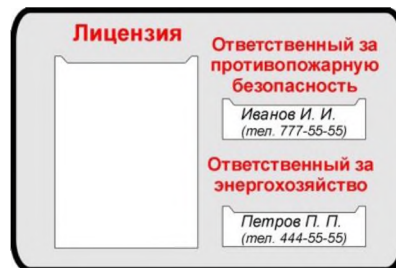 Лицензия
Ответственный за
противопожарную
безопасность
Иванов И. И.
(тел. 777-55-55)
Ответственный за
энергохозяйство
Петров П. П.
(тел. 444-55-55)